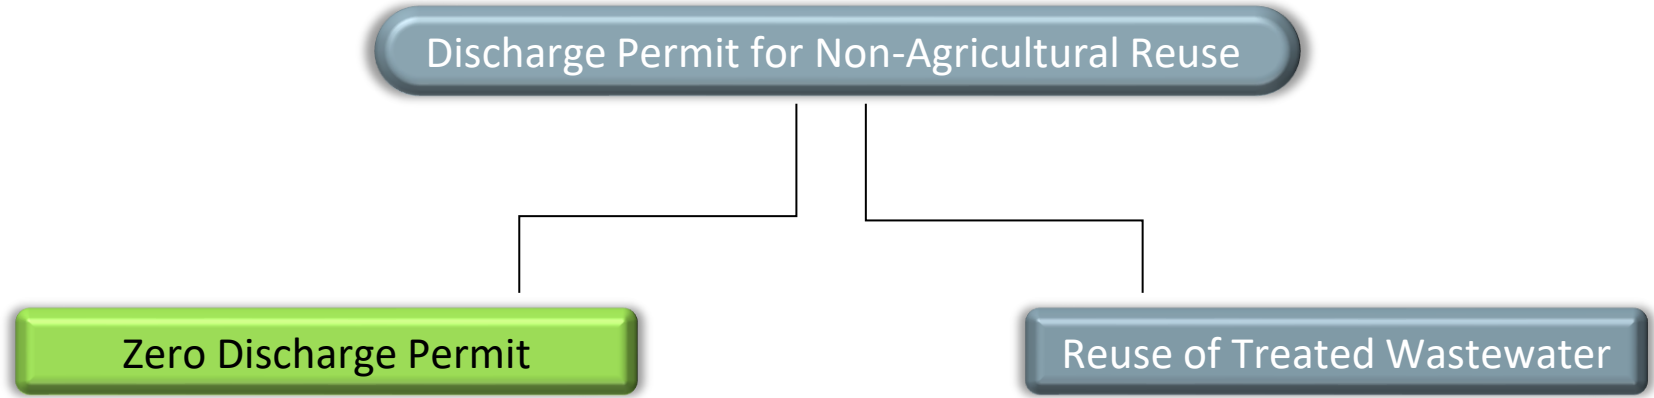 Discharge Permit for Non-Agricultural Reuse
Zero Discharge Permit
Reuse of Treated Wastewater